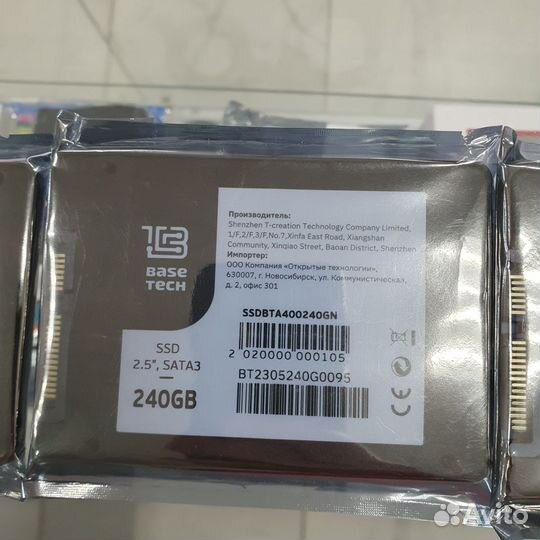 BASE
TECH
SSD
2.5", SATA3
240GB
Производитель:
Shenzhen T-creation Technology Company Limited,
1/F,2/F,3/F,No.7,Xinfa East Road, Xiangshan
Community, Xinqiao Street, Baoan District, Shenzhen
Импортер:
ООО Компания «Открытые технологии»,
630007, г. Новосибирск, ул. Коммунистическая,
д. 2, офис 301
SSDBTA400240GN
2 020000 000105
BT2305240G0095
CE
Avito